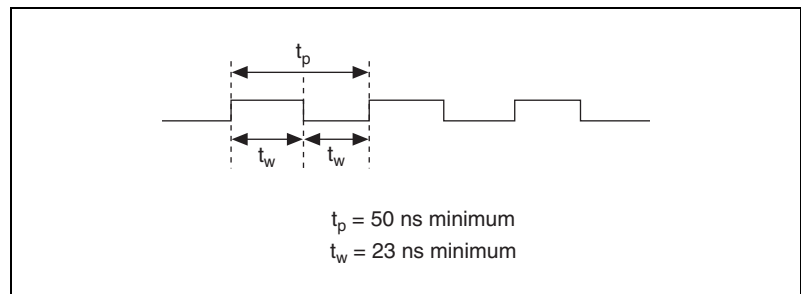 tp
tw tw
tp = 50 ns minimum
tw = 23 ns minimum